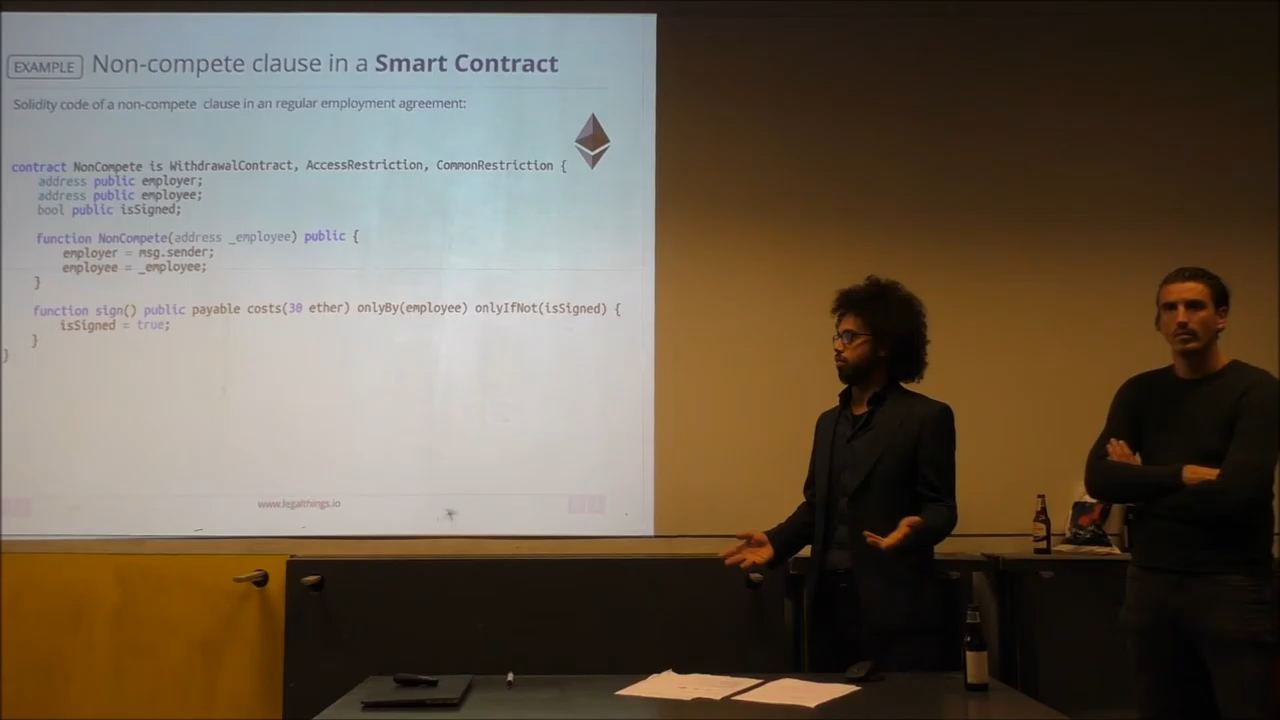 EXAMPLE Non-compete clause in a Smart Contract
Solidity code of a non-compete clause in an regular employment agreement:
contract NonCompete is WithdrawalContract, AccessRestriction, CommonRestriction {
address public employer;
address public employee;
bool public isSigned;
function NonCompete(address _employee) public {
employer = msg.sender;
employee = _employee;
}
function sign() public payable costs(30 ether) onlyBy(employee) onlyIfNot(isSigned) {
isSigned = true;
}
}
www.legalthings.io